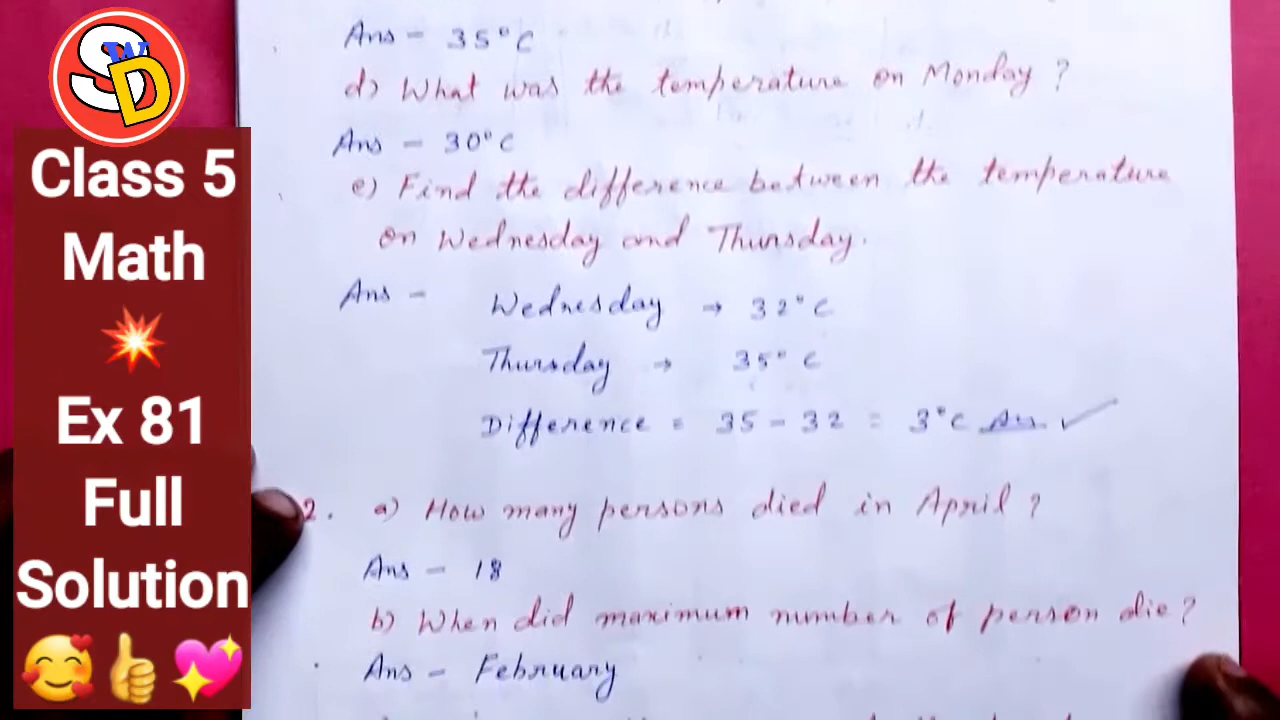 SWD
Class 5
Math
Ex 81
Full
Solution
Ans - 35°C
d) What was the temperature on Monday ?
Ans - 30°C
e) Find the difference between the temperature
on Wednesday and Thursday.
Ans - Wednesday → 32°C
Thursday → 35°C
Difference = 35 - 32 = 3°C Ans ✓
2. a) How many persons died in April ?
Ans - 18
b) When did maximum number of person die ?
Ans - February